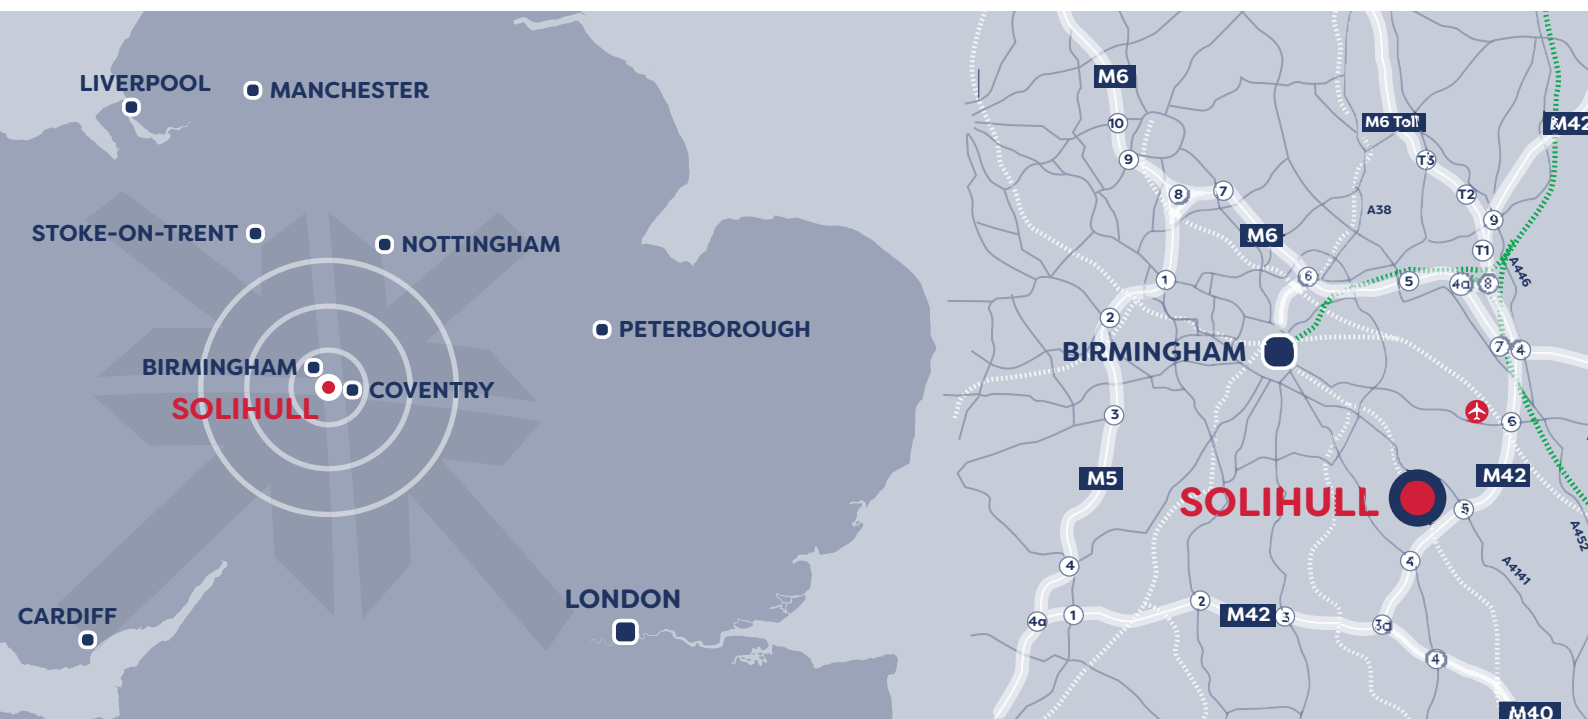 LIVERPOOL
MANCHESTER
STOKE-ON-TRENT
NOTTINGHAM
PETERBOROUGH
BIRMINGHAM
COVENTRY
SOLIHULL
CARDIFF
LONDON
M6
10
M6 Toll
M42
9
T3
8
7
T2
A38
9
M6
T1
A446
1
6
5
4a
8
2
BIRMINGHAM
7
4
3
6
M5
M42
SOLIHULL
5
A452
4
4
A4141
2
4a
1
M42
3
3a
4
M40